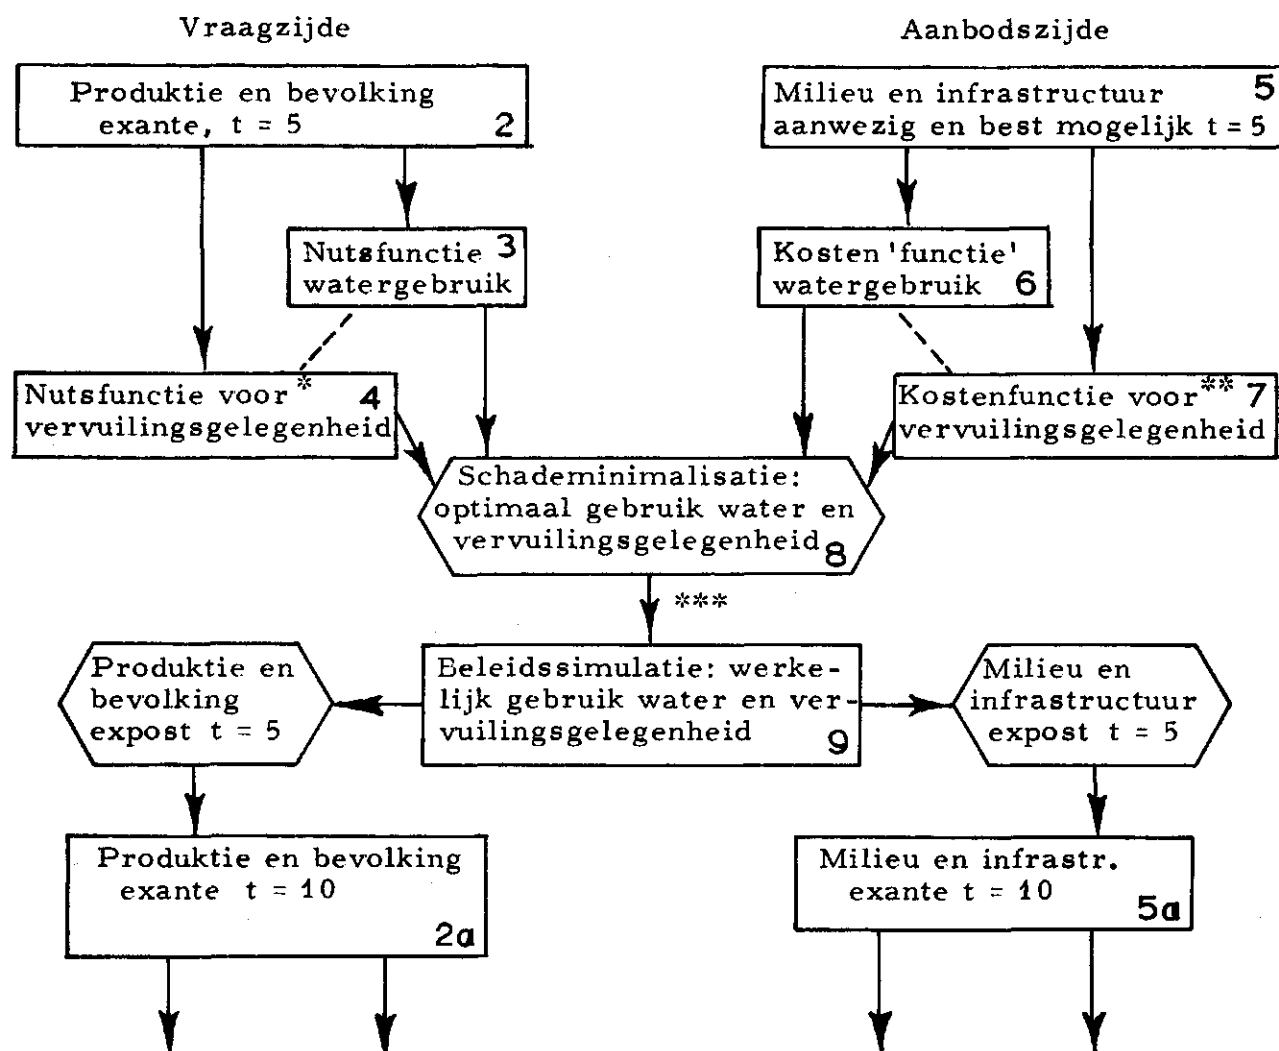 Vraagzijde
Aanbodszijde
Produktie en bevolking
exante, t = 5 2
Milieu en infrastructuur 5
aanwezig en best mogelijk t = 5
Nutsfunctie 3
watergebruik
Kosten 'functie'
watergebruik 6
Nutsfunctie voor * 4
vervuilingsgelegenheid
Kostenfunctie voor ** 7
vervuilingsgelegenheid
Schademinimalisatie:
optimaal gebruik water en
vervuilingsgelegenheid 8
***
Produktie en
bevolking
expost t = 5
Beleidssimulatie: werke-
lijk gebruik water en ver-
vuilingsgelegenheid 9
Milieu en
infrastructuur
expost t = 5
Produktie en bevolking
exante t = 10
2a
Milieu en infrastr.
exante t = 10
5a